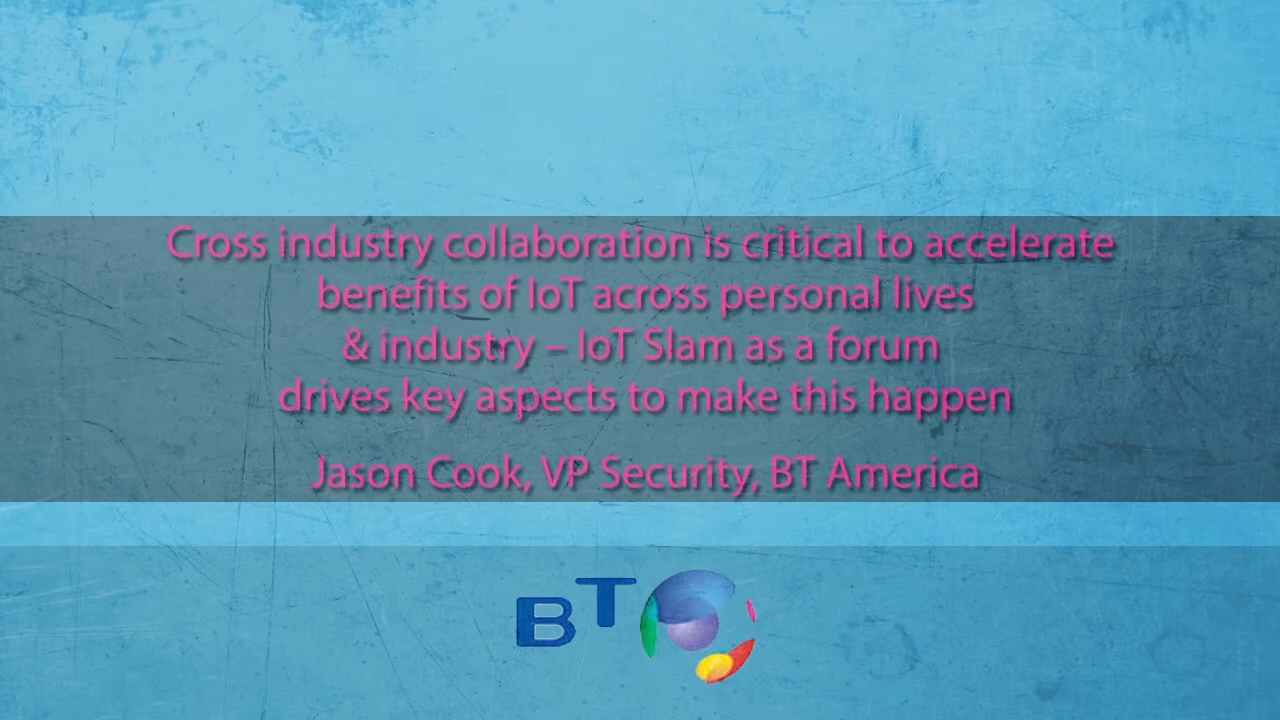 Cross industry collaboration is critical to accelerate
benefits of IoT across personal lives
& industry – IoT Slam as a forum
drives key aspects to make this happen
Jason Cook, VP Security, BT America
BT